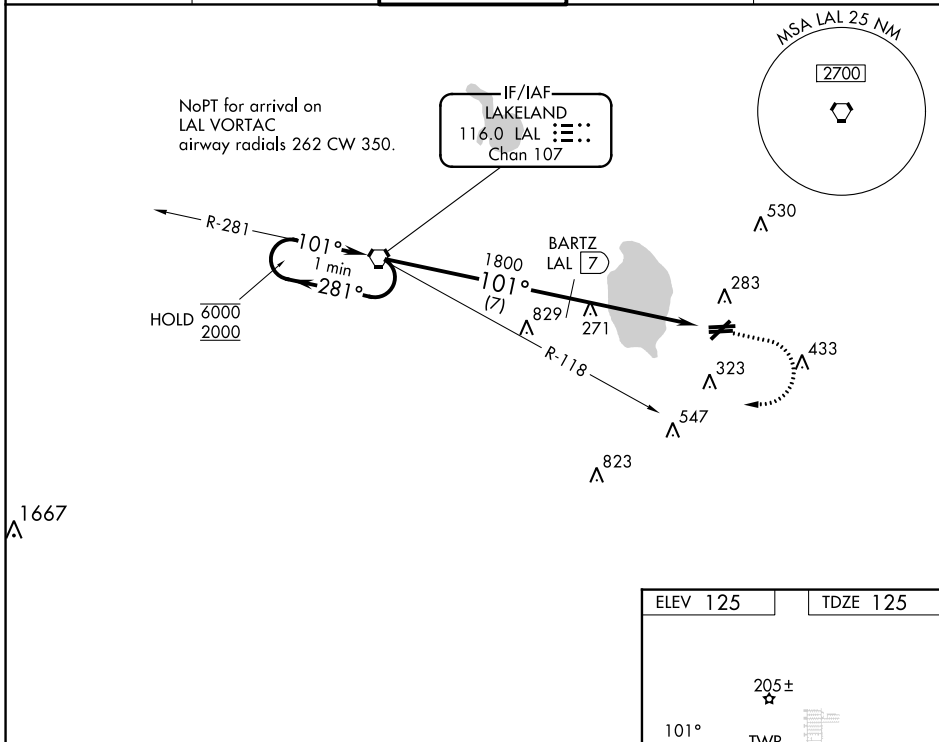 MSA LAL 25 NM
2700
NoPT for arrival on
LAL VORTAC
airway radials 262 CW 350.
IF/IAF
LAKELAND
116.0 LAL
Chan 107
530
R-281
101°
1 min
281°
HOLD 6000
2000
BARTZ
LAL 7
1800
101°
(7)
283
829
271
R-118
433
323
547
823
1667
ELEV 125
TDZE 125
205±
101°
TWR